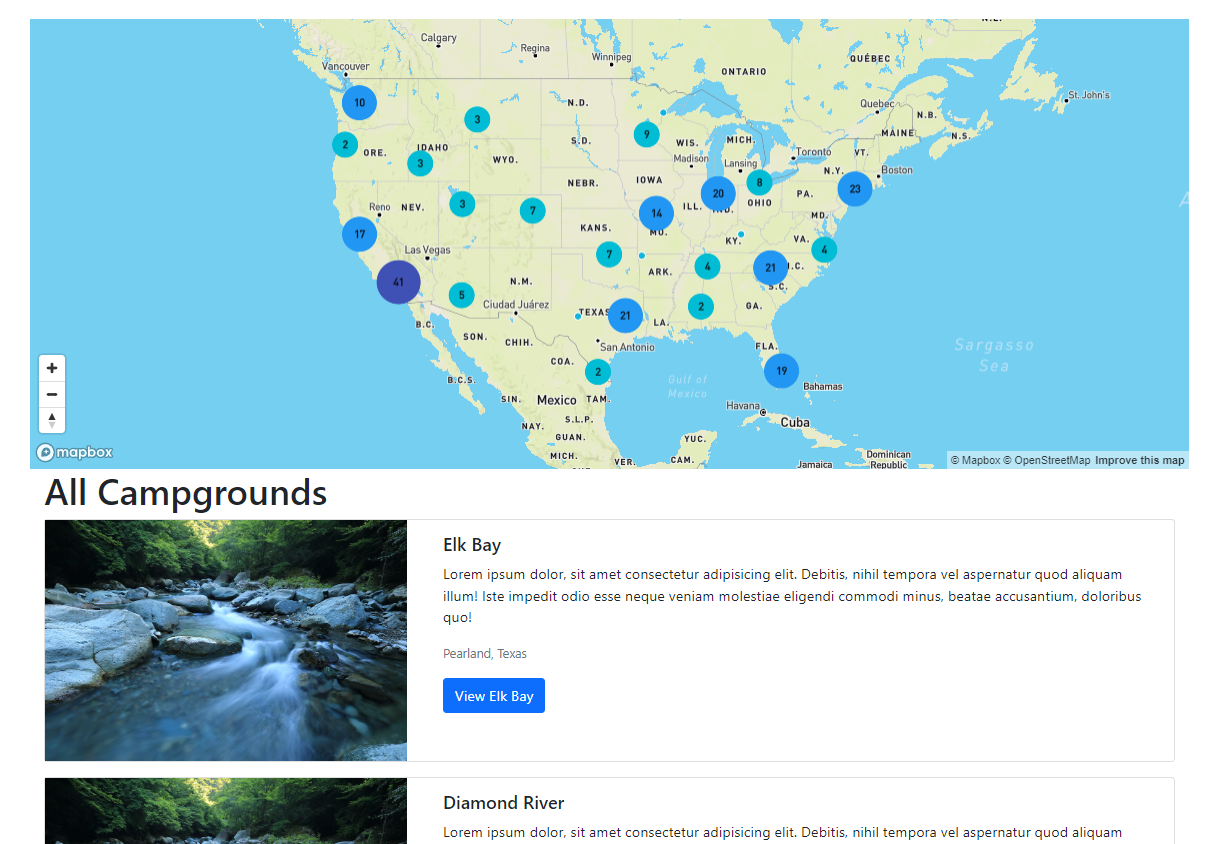 N.L.
Calgary
Regina
Winnipeg
Vancouver
ONTARIO
QUÉBEC
St. John's
Quebec
N.B.
MAINE
N.S.
10
3
N.D.
9
WIS.
MICH.
Toronto
VT.
2
ORE.
IDAHO
3
WYO.
S.D.
Madison
Lansing
N.Y.
Boston
NEBR.
IOWA
20
8
OHIO
PA.
23
Reno
NEV.
3
7
14
ILL.
IND.
MD.
17
KANS.
MO.
KY.
VA.
4
Las Vegas
7
ARK.
4
21
N.C.
41
5
N.M.
S.C.
Ciudad Juárez
TEXAS
21
LA.
2
GA.
B.C.
SON.
CHIH.
San Antonio
FLA.
Sargasso
Sea
COA.
2
19
B.C.S.
Gulf of
Mexico
Bahamas
SIN.
Mexico
TAM.
Havana
Cuba
NAY.
S.L.P.
GUAN.
YUC.
MICH.
VER.
CAM.
Jamaica
Dominican
Republic
+
−
mapbox
© Mapbox © OpenStreetMap Improve this map
All Campgrounds
Elk Bay
Lorem ipsum dolor, sit amet consectetur adipisicing elit. Debitis, nihil tempora vel aspernatur quod aliquam
illum! Iste impedit odio esse neque veniam molestiae eligendi commodi minus, beatae accusantium, doloribus
quo!
Pearland, Texas
View Elk Bay
Diamond River
Lorem ipsum dolor, sit amet consectetur adipisicing elit. Debitis, nihil tempora vel aspernatur quod aliquam